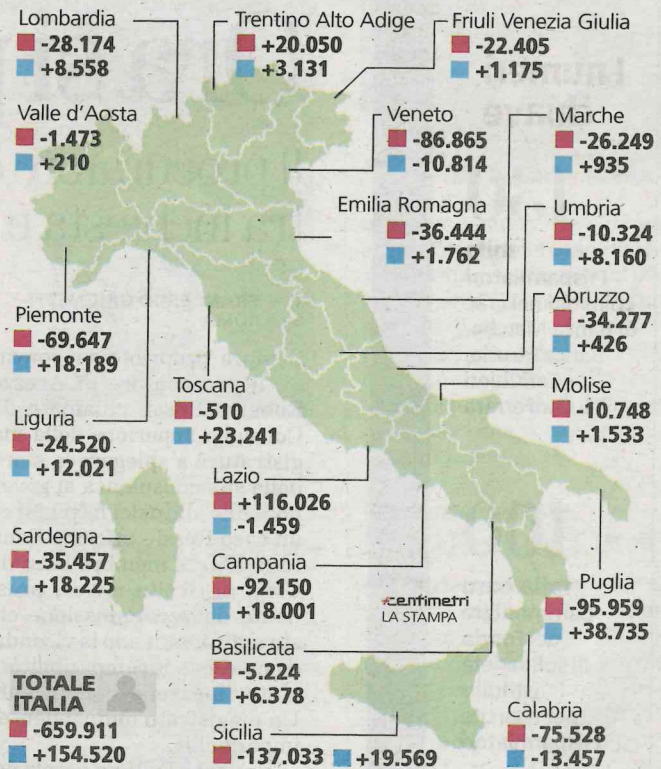 Lombardia
-28.174
+8.558
Trentino Alto Adige
+20.050
+3.131
Friuli Venezia Giulia
-22.405
+1.175
Valle d'Aosta
-1.473
+210
Veneto
-86.865
-10.814
Marche
-26.249
+935
Emilia Romagna
-36.444
+1.762
Umbria
-10.324
+8.160
Piemonte
-69.647
+18.189
Abruzzo
-34.277
+426
Toscana
-510
+23.241
Molise
-10.748
+1.533
Liguria
-24.520
+12.021
Lazio
+116.026
-1.459
Sardegna
-35.457
+18.225
Campania
-92.150
+18.001
centimetri
LA STAMPA
Puglia
-95.959
+38.735
Basilicata
-5.224
+6.378
TOTALE
ITALIA
-659.911
+154.520
Sicilia
-137.033 +19.569
Calabria
-75.528
-13.457